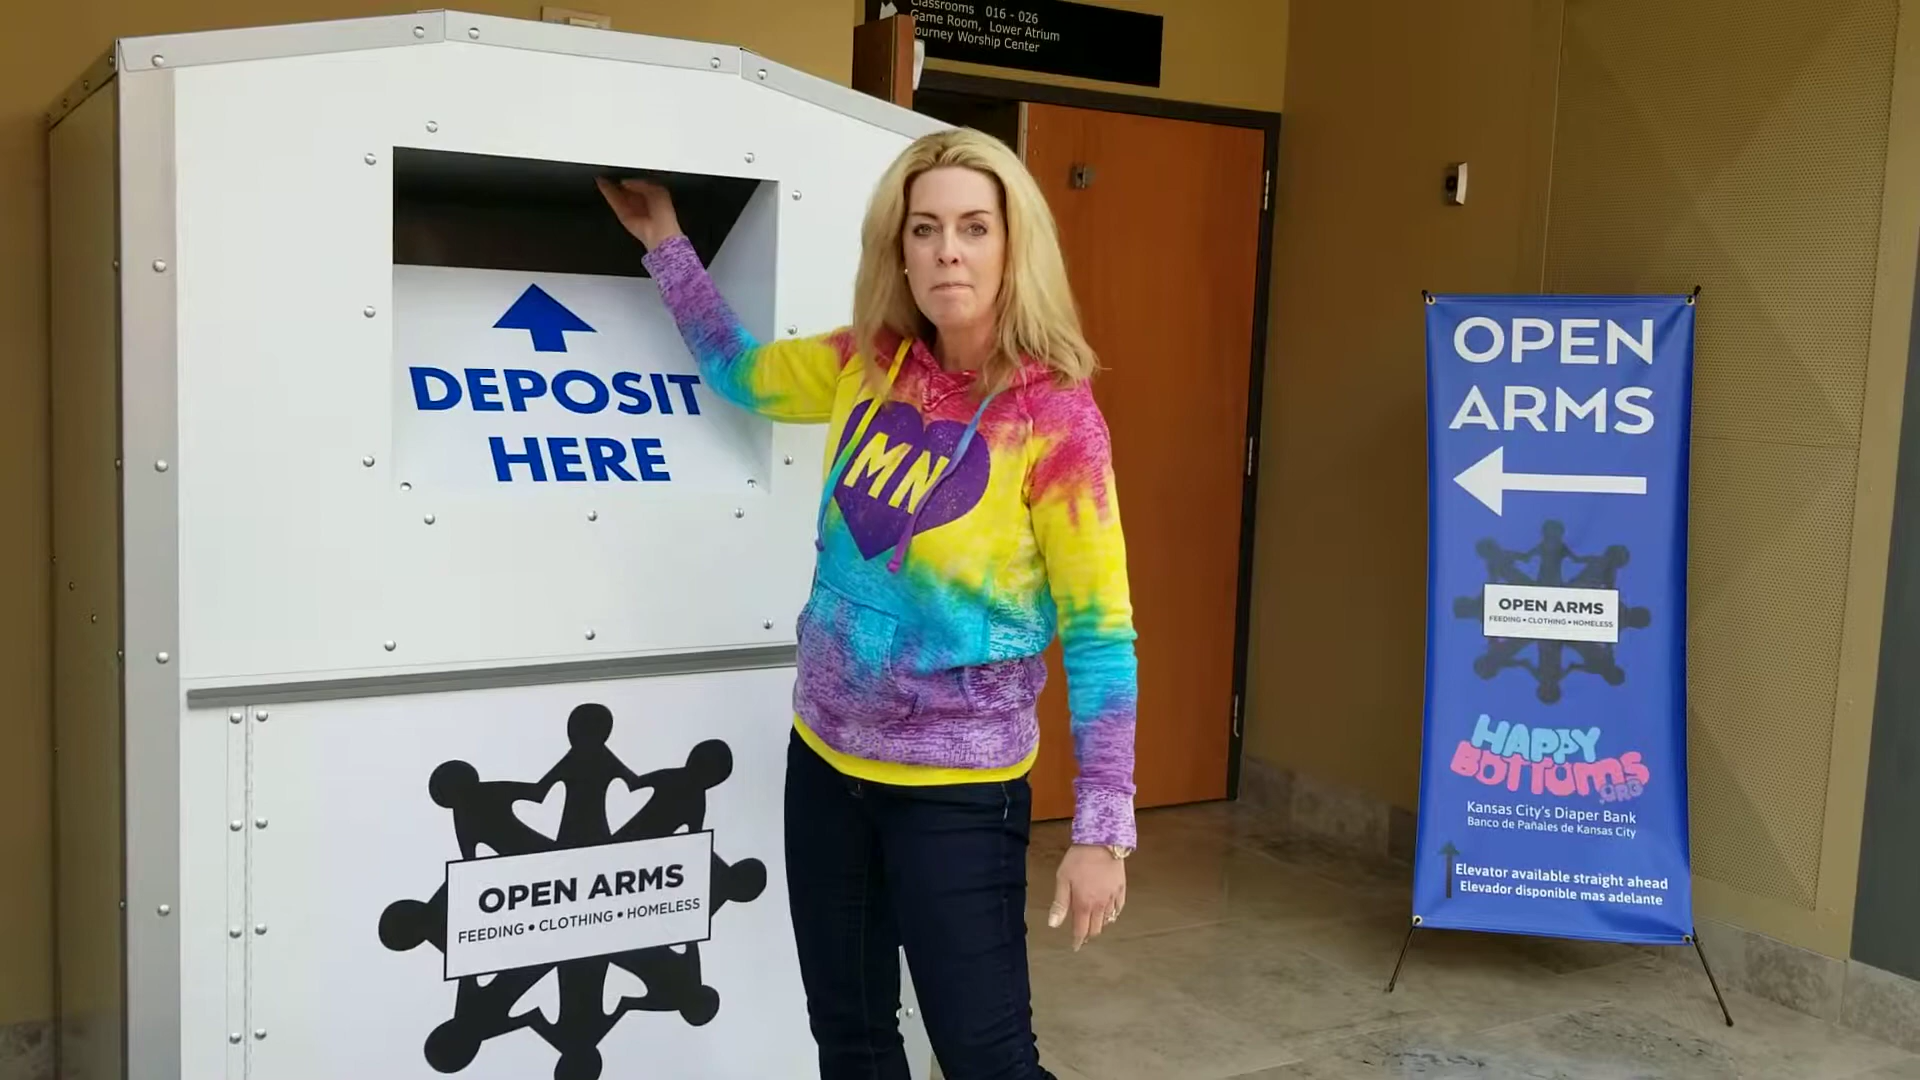 Classrooms 016 - 026
Game Room, Lower Atrium
Journey Worship Center
DEPOSIT
HERE
MN
OPEN ARMS
FEEDING • CLOTHING • HOMELESS
OPEN
ARMS
OPEN ARMS
FEEDING • CLOTHING • HOMELESS
HAPPY
BOTTOMS
.ORG
Kansas City's Diaper Bank
Banco de Pañales de Kansas City
Elevator available straight ahead
Elevador disponible mas adelante